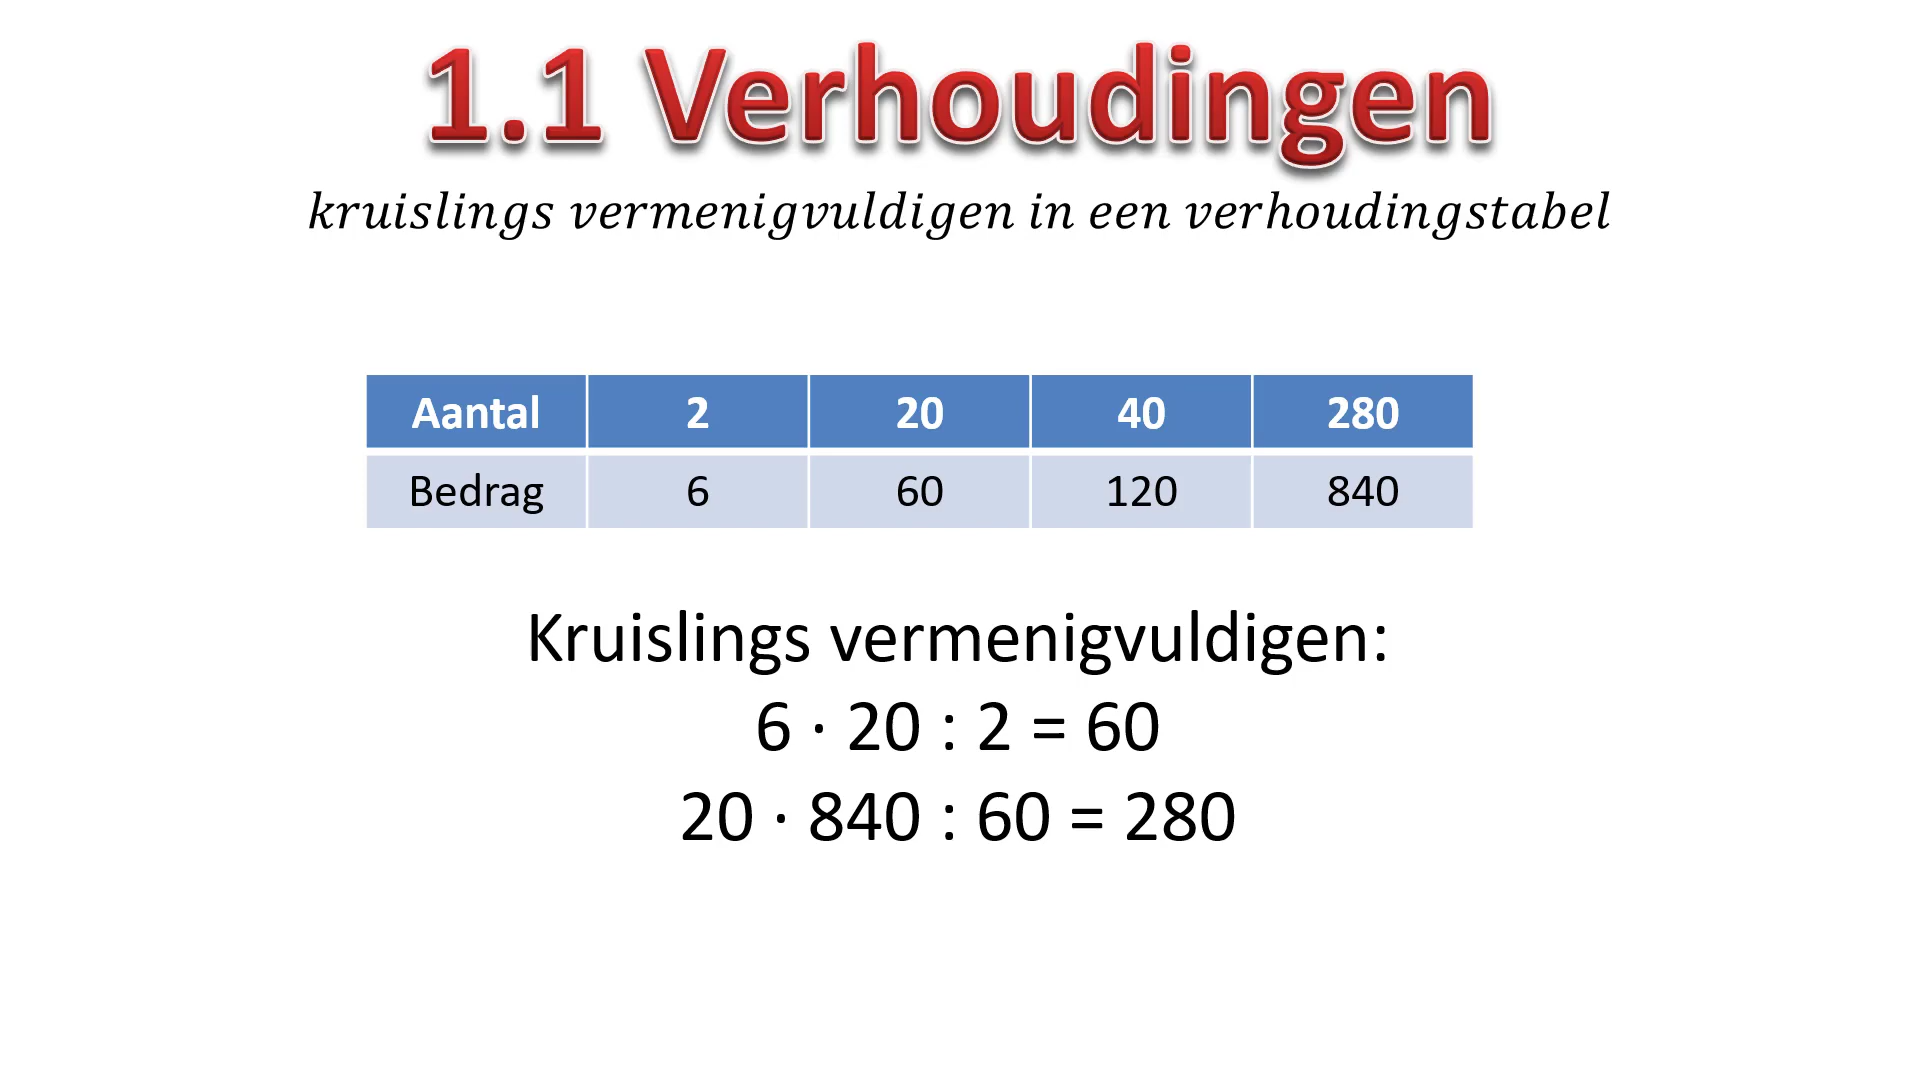 1.1 Verhoudingen
kruislings vermenigvuldigen in een verhoudingstabel
Aantal 2 20 40 280
Bedrag 6 60 120 840
Kruislings vermenigvuldigen:
6 · 20 : 2 = 60
20 · 840 : 60 = 280